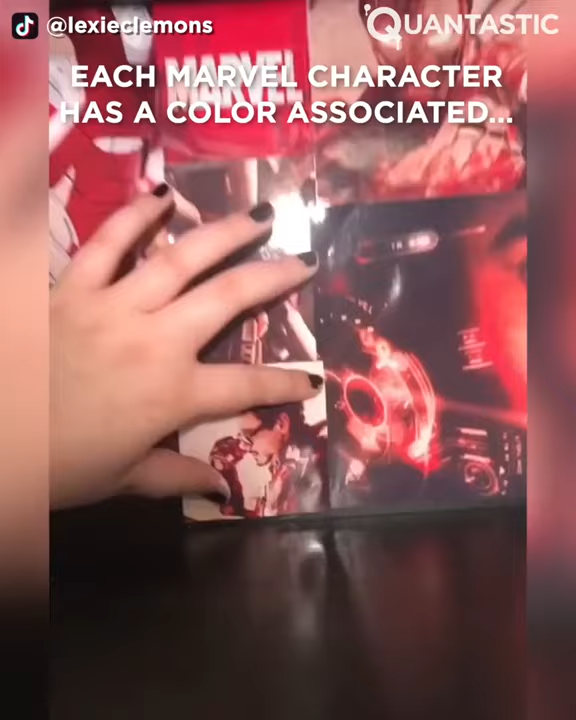 @lexieclemons
QUANTASTIC
EACH MARVEL CHARACTER
HAS A COLOR ASSOCIATED...
MARVEL